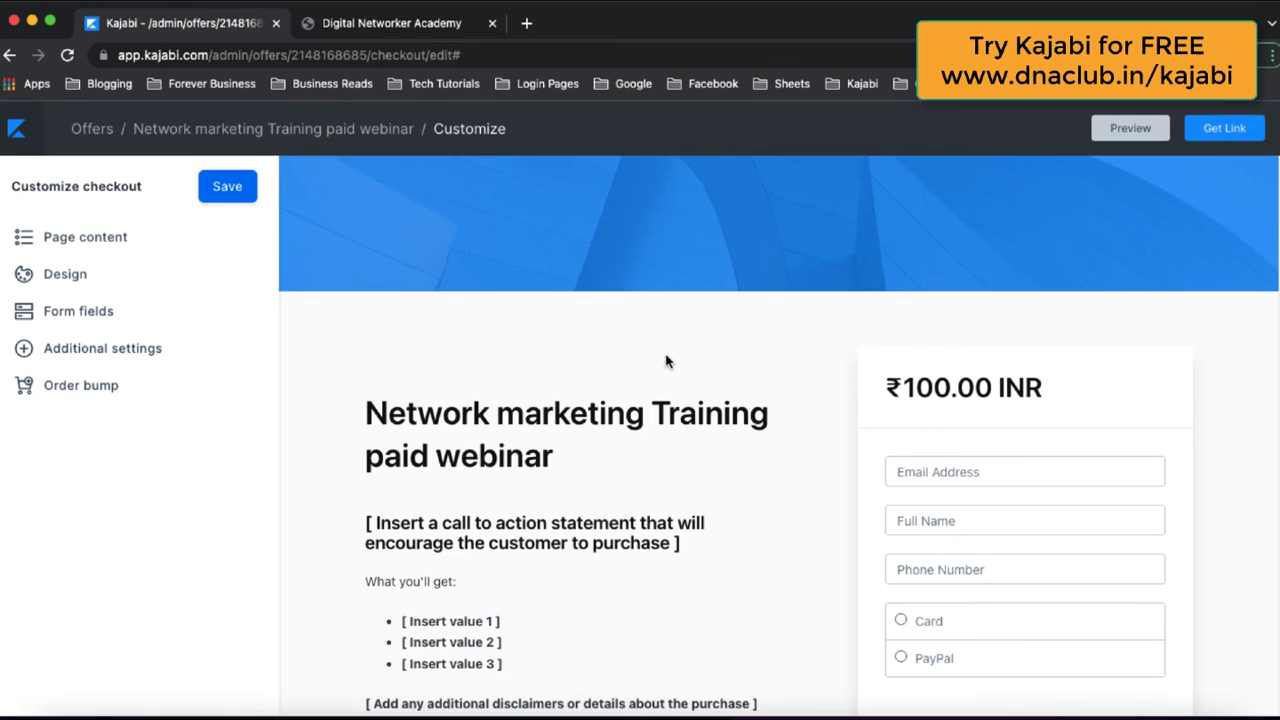 Kajabi - /admin/offers/2148168
Digital Networker Academy
app.kajabi.com/admin/offers/2148168685/checkout/edit#
Try Kajabi for FREE
www.dnaclub.in/kajabi
Apps
Blogging
Forever Business
Business Reads
Tech Tutorials
Login Pages
Google
Facebook
Sheets
Kajabi
Offers / Network marketing Training paid webinar / Customize
Preview
Get Link
Customize checkout
Save
Page content
Design
Form fields
Additional settings
Order bump
Network marketing Training
paid webinar
[ Insert a call to action statement that will
encourage the customer to purchase ]
What you'll get:
• [ Insert value 1 ]
• [ Insert value 2 ]
• [ Insert value 3 ]
[ Add any additional disclaimers or details about the purchase ]
₹100.00 INR
Email Address
Full Name
Phone Number
Card
PayPal